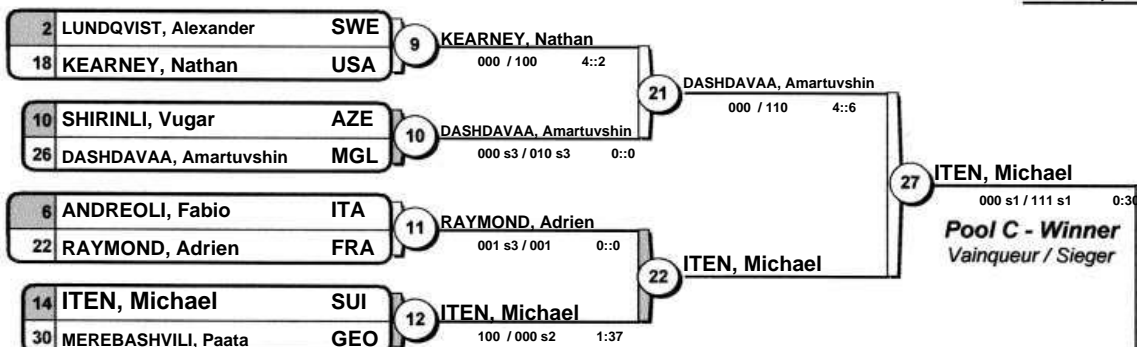 2 LUNDQVIST, Alexander SWE
18 KEARNEY, Nathan USA
9
KEARNEY, Nathan
000 / 100 4::2
10 SHIRINLI, Vugar AZE
26 DASHDAVAA, Amartuvshin MGL
10
DASHDAVAA, Amartuvshin
000 s3 / 010 s3 0::0
21
DASHDAVAA, Amartuvshin
000 / 110 4::6
6 ANDREOLI, Fabio ITA
22 RAYMOND, Adrien FRA
11
RAYMOND, Adrien
001 s3 / 001 0::0
14 ITEN, Michael SUI
30 MEREBASHVILI, Paata GEO
12
ITEN, Michael
100 / 000 s2 1:37
22
ITEN, Michael
27
ITEN, Michael
000 s1 / 111 s1 0:30
Pool C - Winner
Vainqueur / Sieger